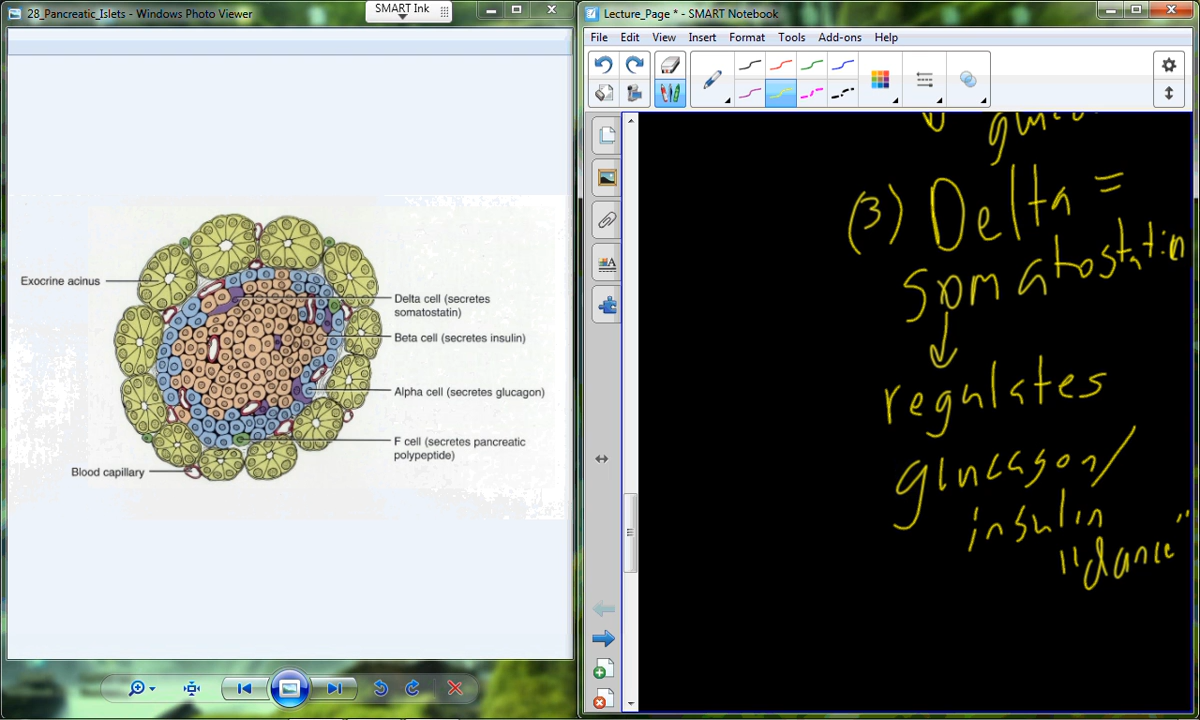 28_Pancreatic_Islets - Windows Photo Viewer
SMART Ink
Exocrine acinus
Delta cell (secretes
somatostatin)
Beta cell (secretes insulin)
Alpha cell (secretes glucagon)
F cell (secretes pancreatic
polypeptide)
Blood capillary
Lecture_Page * - SMART Notebook
File Edit View Insert Format Tools Add-ons Help
(3) Delta =
somatostatin
regulates
glucagon/
insulin
"dance"